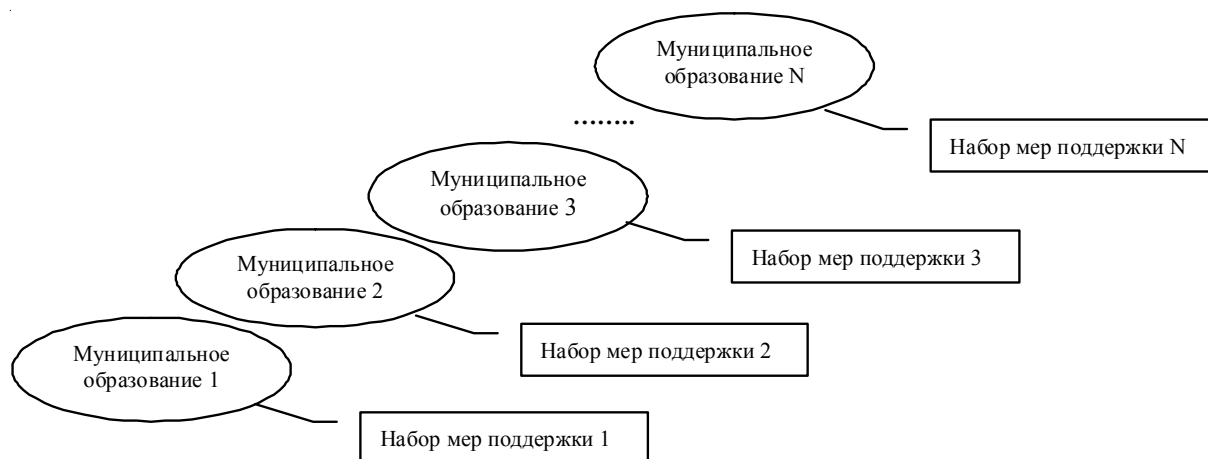 Муниципальное
образование N
........
Набор мер поддержки N
Муниципальное
образование 3
Набор мер поддержки 3
Муниципальное
образование 2
Набор мер поддержки 2
Муниципальное
образование 1
Набор мер поддержки 1